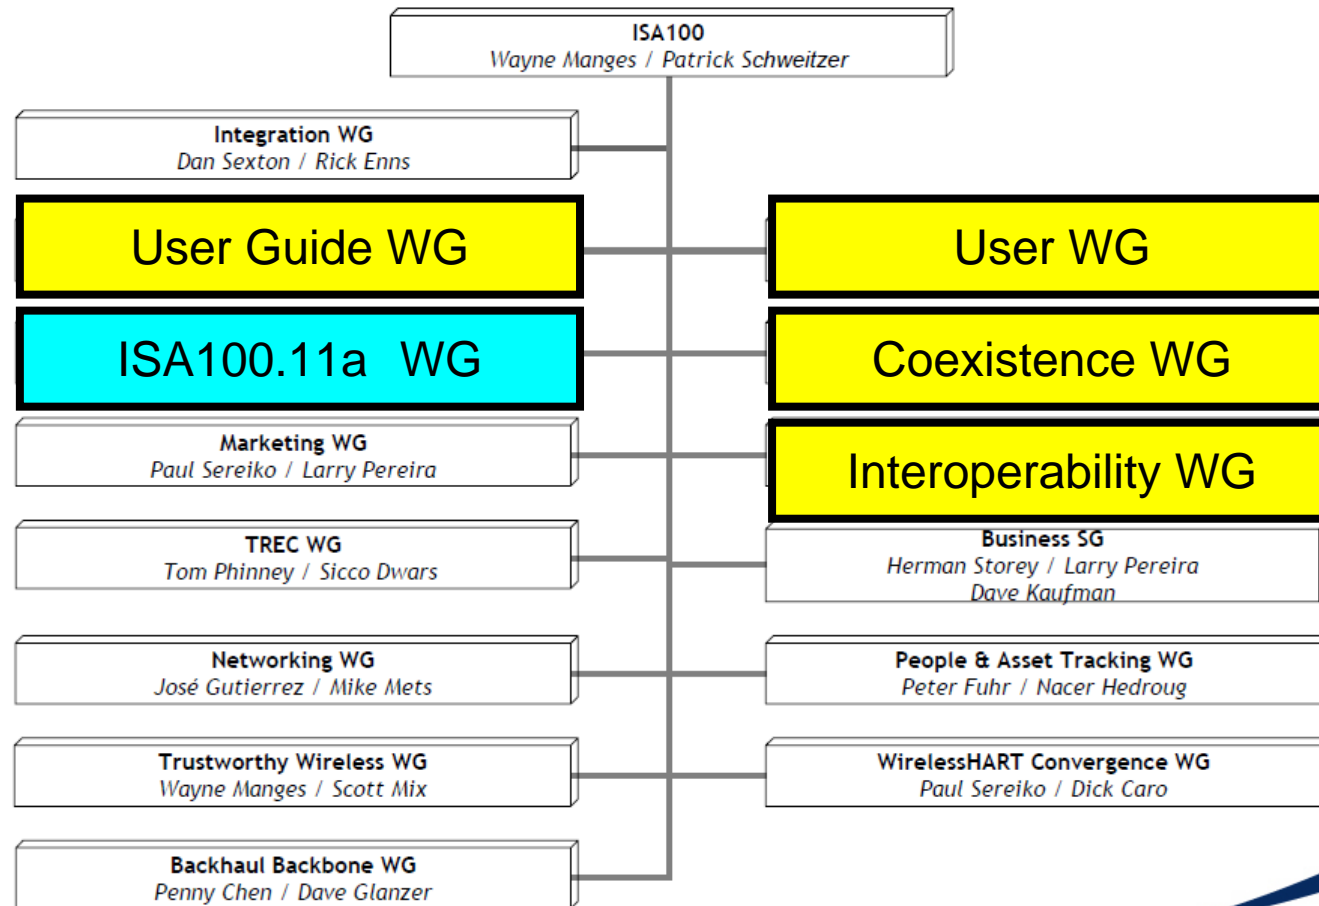 ISA100
Wayne Manges / Patrick Schweitzer
Integration WG
Dan Sexton / Rick Enns
User Guide WG
User WG
ISA100.11a WG
Coexistence WG
Marketing WG
Paul Sereiko / Larry Pereira
Interoperability WG
TREC WG
Tom Phinney / Sicco Dwars
Business SG
Herman Storey / Larry Pereira
Dave Kaufman
Networking WG
José Gutierrez / Mike Mets
People & Asset Tracking WG
Peter Fuhr / Nacer Hedroug
Trustworthy Wireless WG
Wayne Manges / Scott Mix
WirelessHART Convergence WG
Paul Sereiko / Dick Caro
Backhaul Backbone WG
Penny Chen / Dave Glanzer